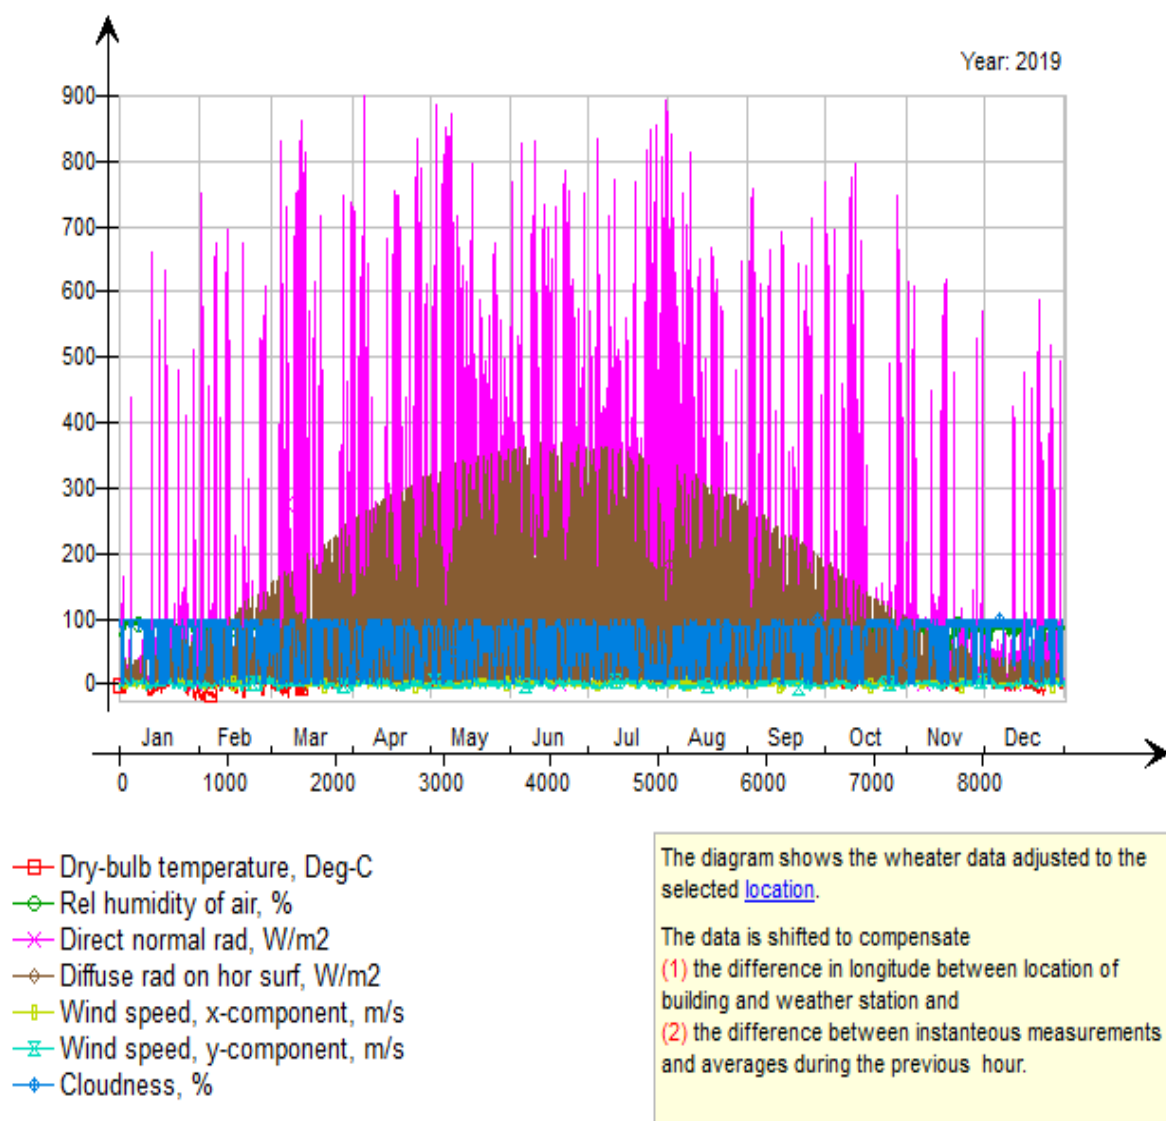 Year: 2019
900
800
700
600
500
400
300
200
100
0
Jan Feb Mar Apr May Jun Jul Aug Sep Oct Nov Dec
0 1000 2000 3000 4000 5000 6000 7000 8000
Dry-bulb temperature, Deg-C
Rel humidity of air, %
Direct normal rad, W/m2
Diffuse rad on hor surf, W/m2
Wind speed, x-component, m/s
Wind speed, y-component, m/s
Cloudness, %
The diagram shows the wheater data adjusted to the
selected location.
The data is shifted to compensate
(1) the difference in longitude between location of
building and weather station and
(2) the difference between instanteous measurements
and averages during the previous hour.